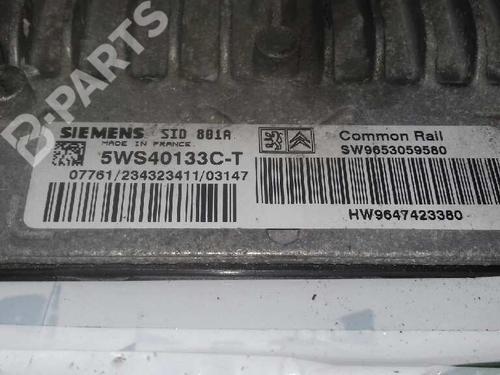 B-PARTS
SIEMENS SID 801A
MADE IN FRANCE
5WS40133C-T
07761/234323411/03147
Common Rail
SW9653059580
HW9647423380